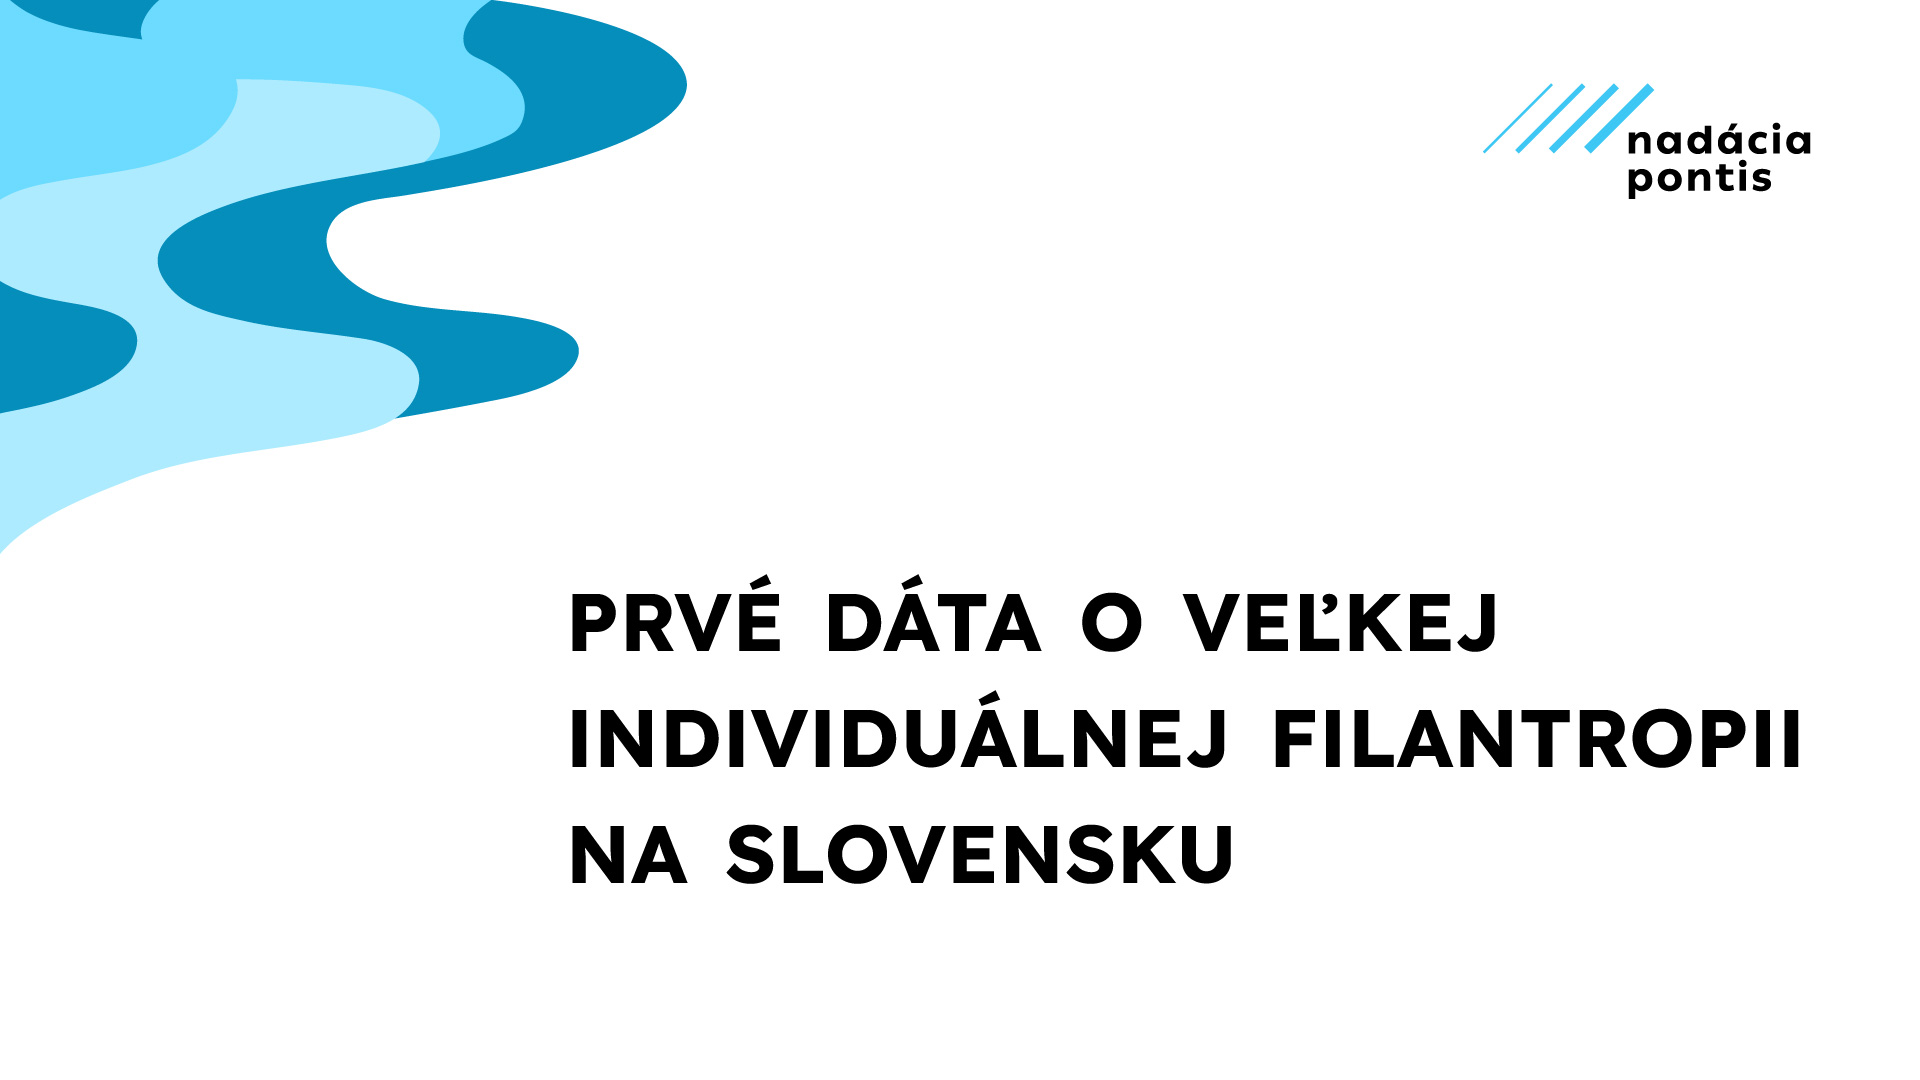 nadácia
pontis
PRVÉ DÁTA O VEĽKEJ
INDIVIDUÁLNEJ FILANTROPII
NA SLOVENSKU